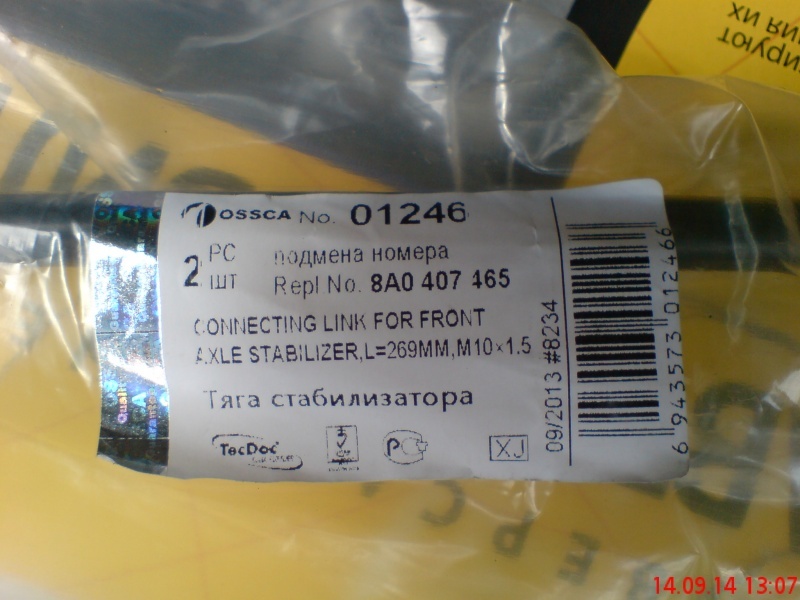 OSSCA No. 01246
2 PC
ШТ
подмена номера
Repl No. 8A0 407 465
CONNECTING LINK FOR FRONT
AXLE STABILIZER,L=269MM,M10×1.5
Тяга стабилизатора
TecDoc
XJ
09/2013 #8234
6 943573 012466
14.09.14 13:07